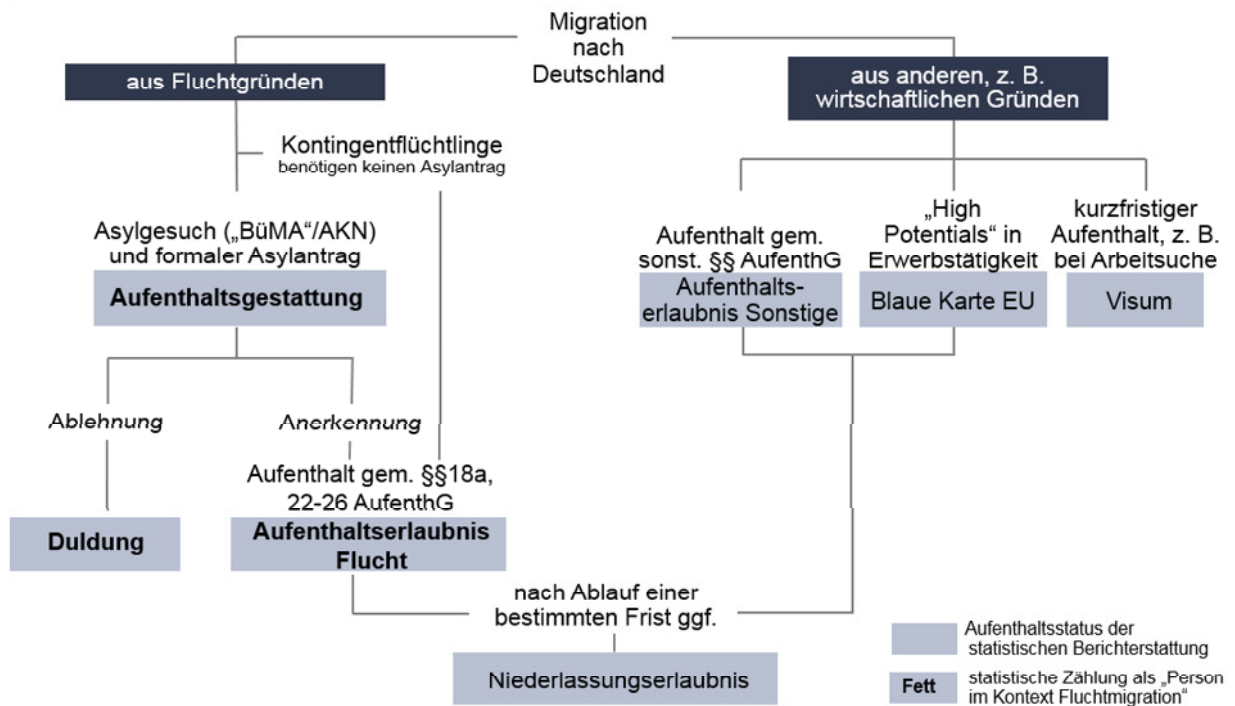 Migration
nach
Deutschland
aus Fluchtgründen
aus anderen, z. B.
wirtschaftlichen Gründen
Kontingentflüchtlinge
benötigen keinen Asylantrag
Asylgesuch („BüMA“/AKN)
und formaler Asylantrag
Aufenthaltsgestattung
Aufenthalt gem.
sonst. §§ AufenthG
Aufenthalts-
erlaubnis Sonstige
„High
Potentials“ in
Erwerbstätigkeit
Blaue Karte EU
kurzfristiger
Aufenthalt, z. B.
bei Arbeitsuche
Visum
Ablehnung
Anerkennung
Aufenthalt gem. §§18a,
22-26 AufenthG
Duldung
Aufenthaltserlaubnis
Flucht
nach Ablauf einer
bestimmten Frist ggf.
Niederlassungserlaubnis
Aufenthaltsstatus der
statistischen Berichterstattung
Fett
statistische Zählung als „Person
im Kontext Fluchtmigration“